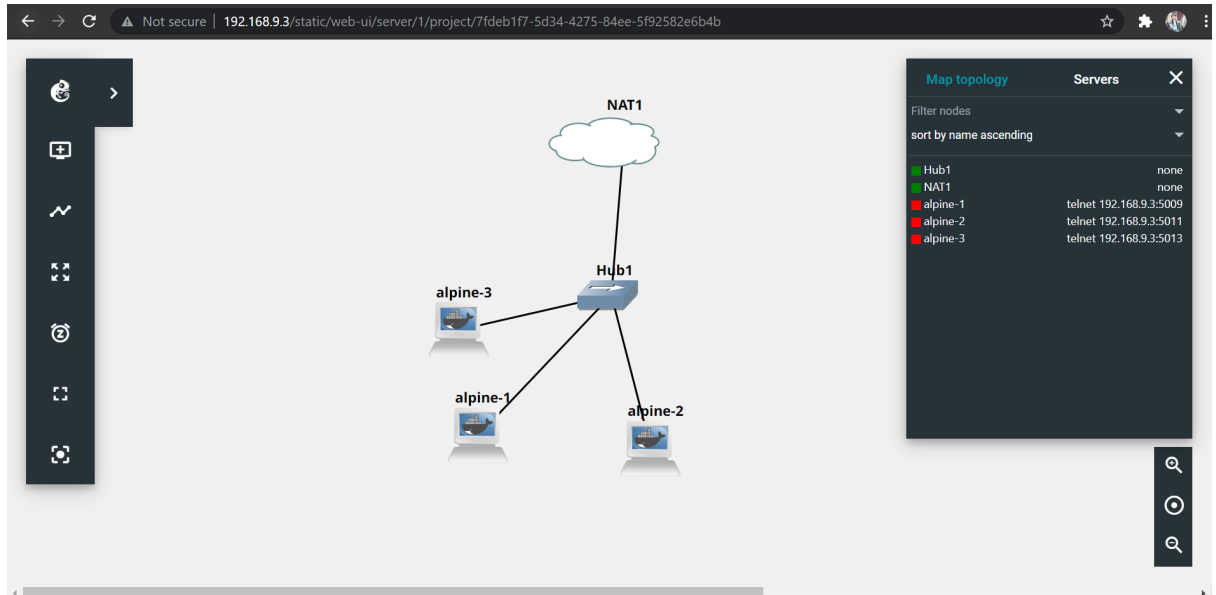 Not secure | 192.168.9.3/static/web-ui/server/1/project/7fdeb1f7-5d34-4275-84ee-5f92582e6b4b
Map topology Servers
Filter nodes
sort by name ascending
Hub1 none
NAT1 none
alpine-1 telnet 192.168.9.3:5009
alpine-2 telnet 192.168.9.3:5011
alpine-3 telnet 192.168.9.3:5013
NAT1
Hub1
alpine-3
alpine-1
alpine-2